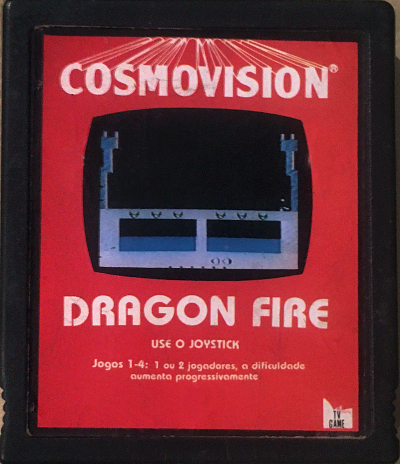 COSMOVISION®
DRAGON FIRE
USE O JOYSTICK
Jogos 1-4: 1 ou 2 jogadores, a dificuldade
aumenta progressivamente
TV
GAME